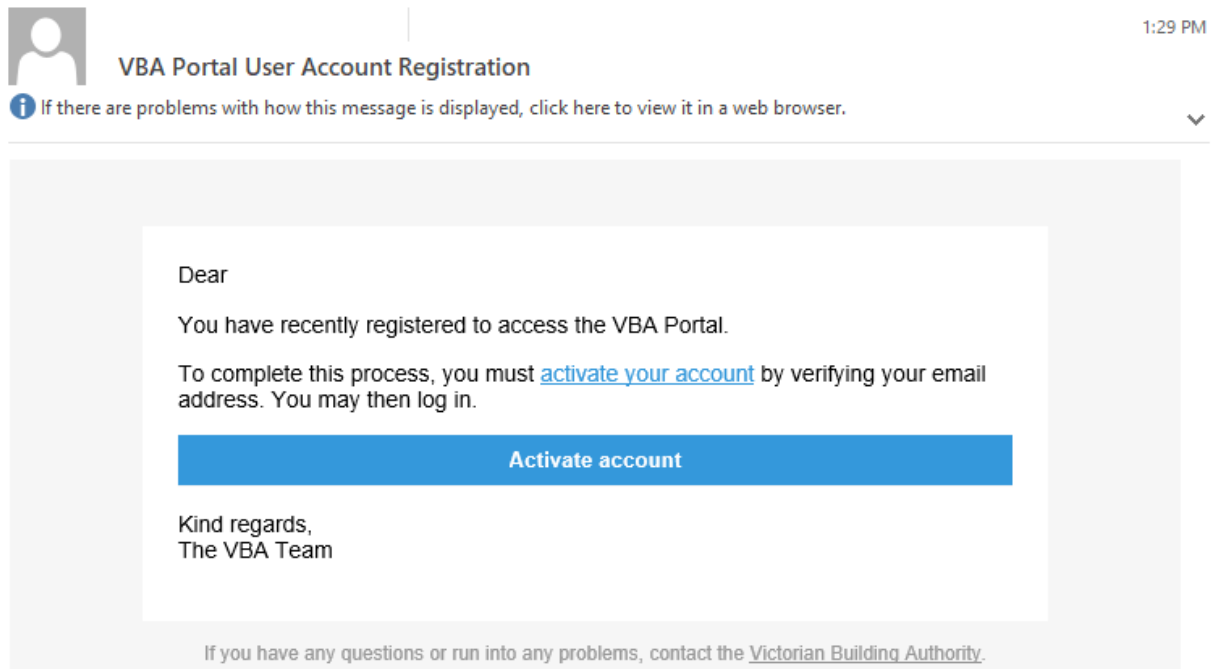 1:29 PM
VBA Portal User Account Registration
If there are problems with how this message is displayed, click here to view it in a web browser.
Dear
You have recently registered to access the VBA Portal.
To complete this process, you must activate your account by verifying your email
address. You may then log in.
Activate account
Kind regards,
The VBA Team
If you have any questions or run into any problems, contact the Victorian Building Authority.